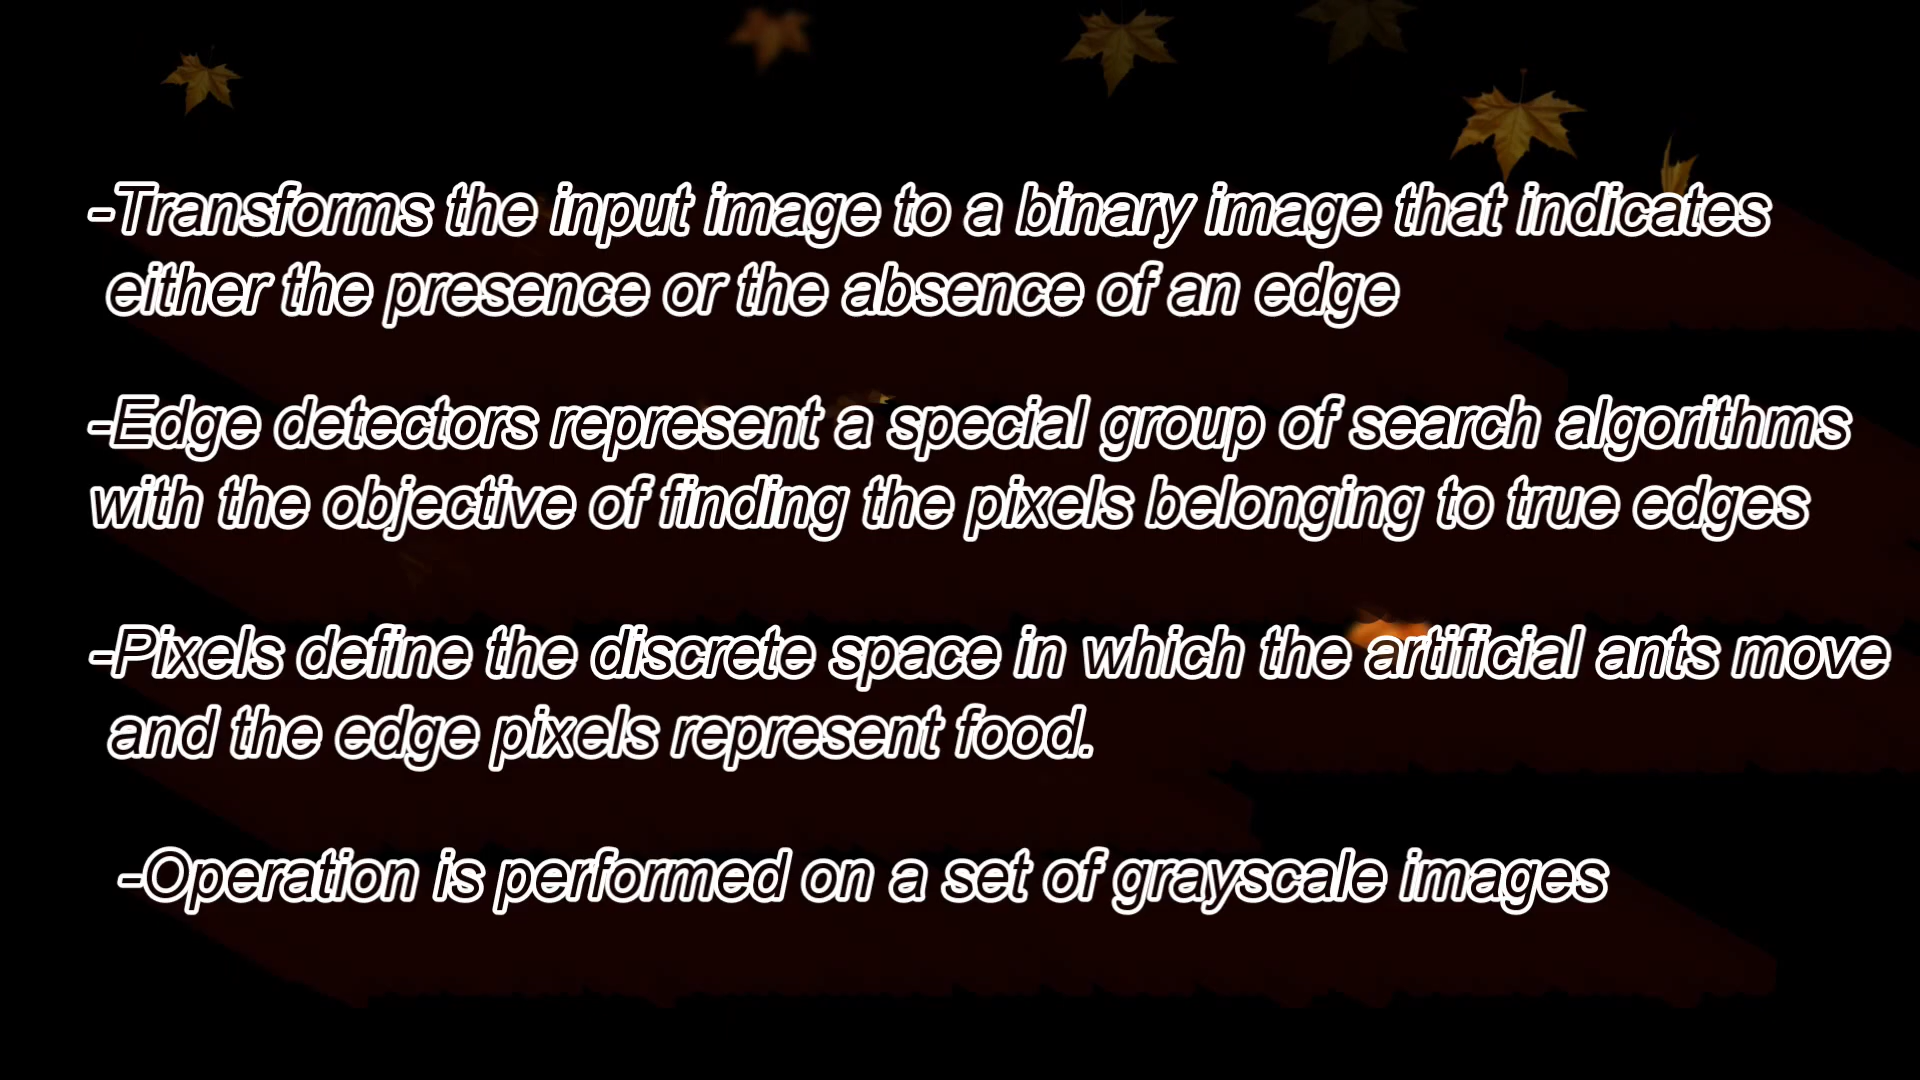 -Transforms the input image to a binary image that indicates
either the presence or the absence of an edge
-Edge detectors represent a special group of search algorithms
with the objective of finding the pixels belonging to true edges
-Pixels define the discrete space in which the artificial ants move
and the edge pixels represent food.
-Operation is performed on a set of grayscale images